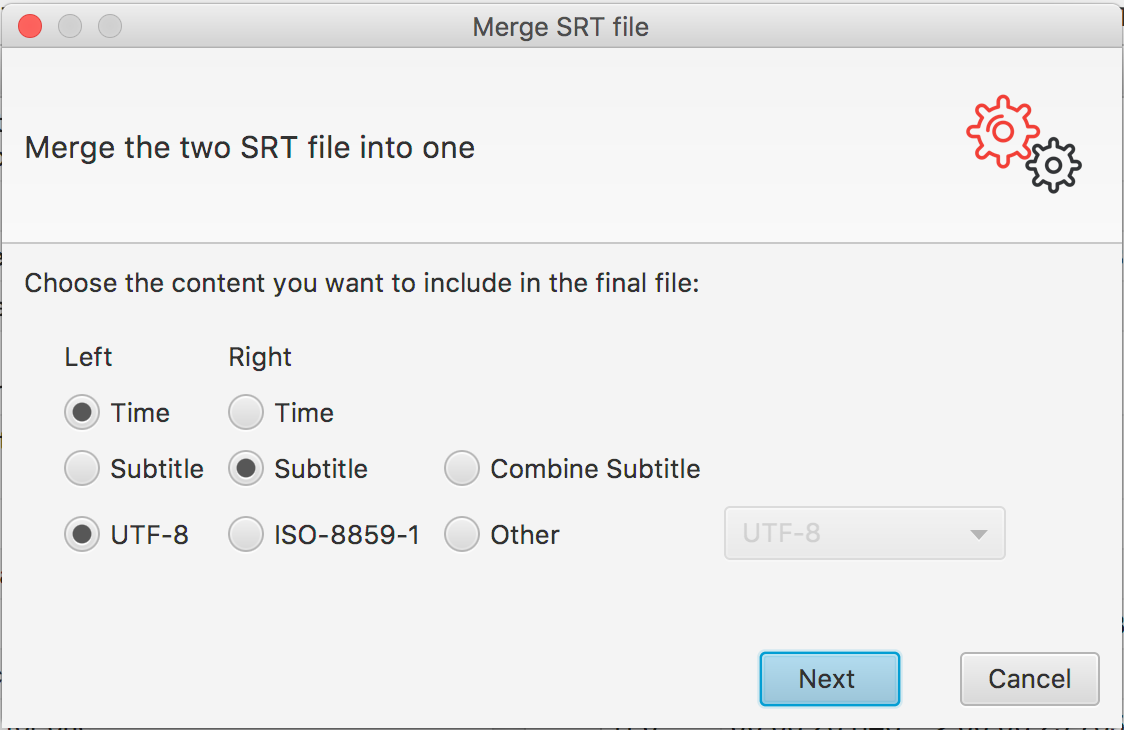 Merge SRT file
Merge the two SRT file into one
Choose the content you want to include in the final file:
Left Right
Time Time
Subtitle Subtitle Combine Subtitle
UTF-8 ISO-8859-1 Other UTF-8
Next Cancel